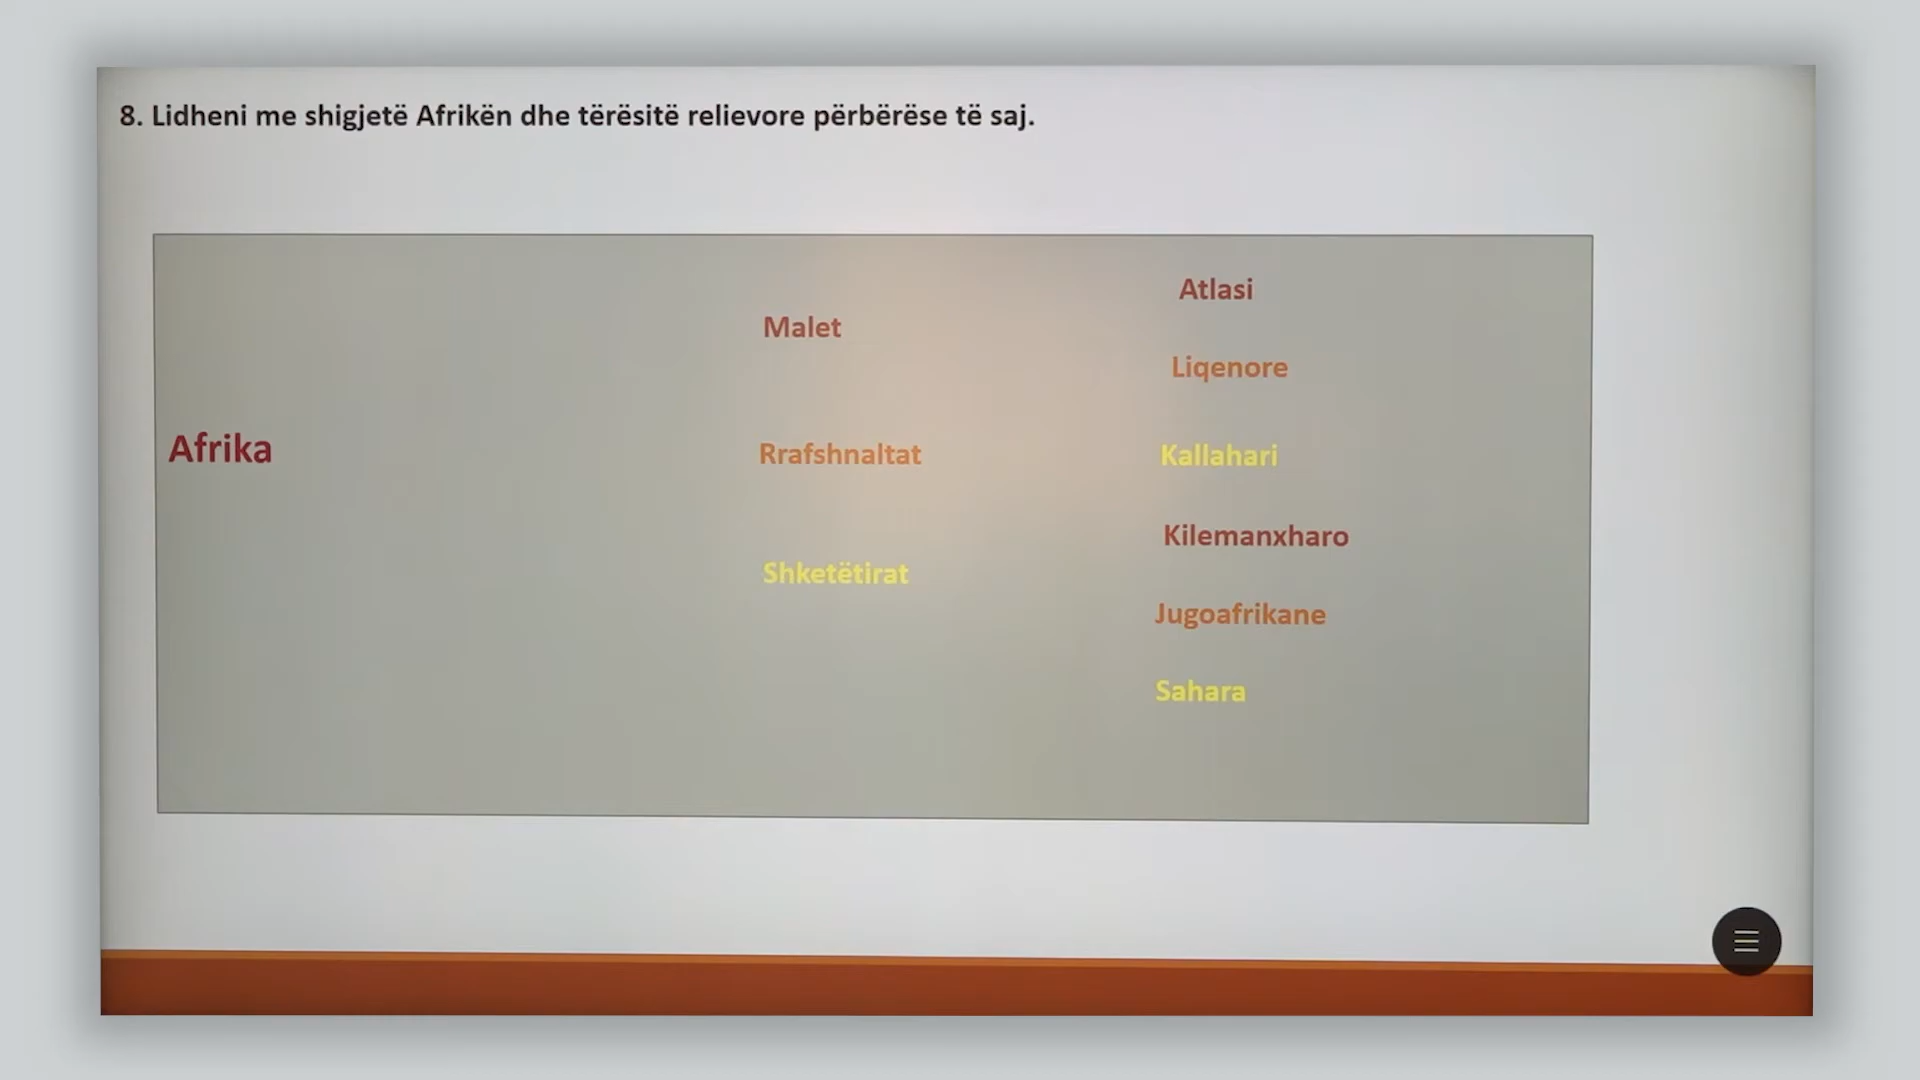 8. Lidheni me shigjetë Afrikën dhe tërësitë relievore përbërëse të saj.
Atlasi
Malet
Liqenore
Afrika
Rrafshnaltat
Kallahari
Kilemanxharo
Shketëtirat
Jugoafrikane
Sahara